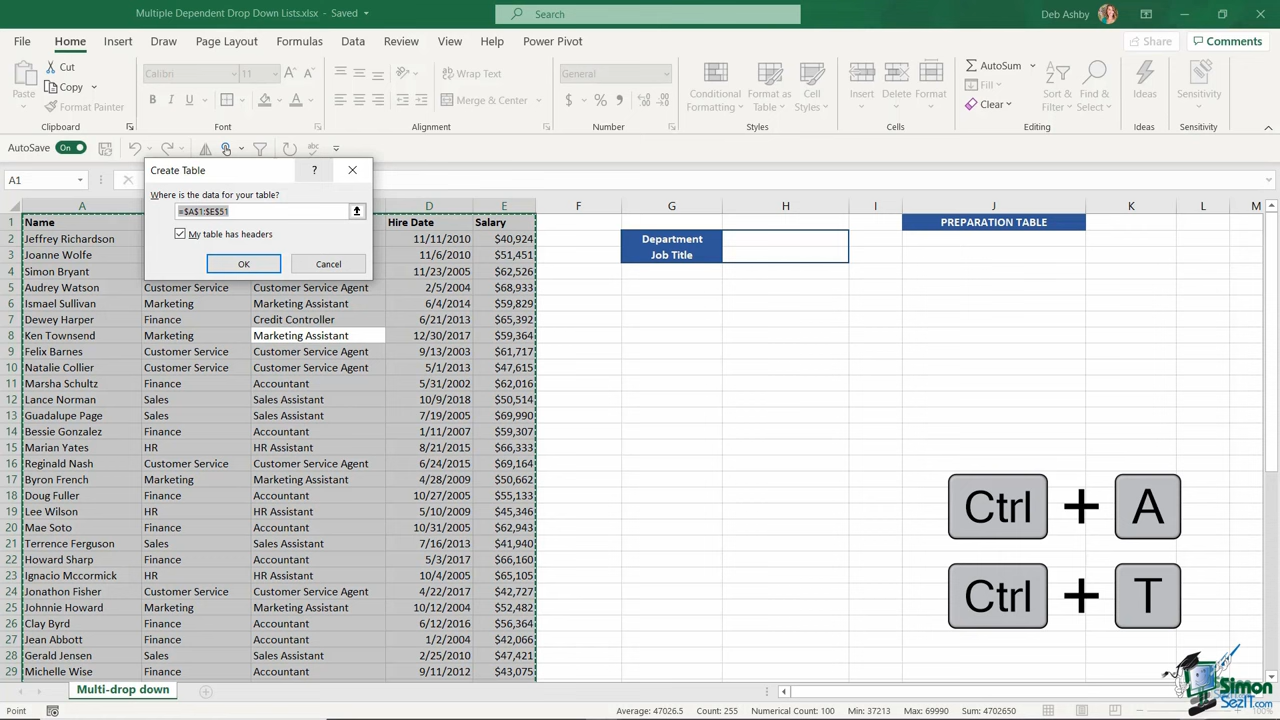 Multiple Dependent Drop Down Lists.xlsx - Saved
Search
Deb Ashby
File Home Insert Draw Page Layout Formulas Data Review View Help Power Pivot
Share Comments
Paste
Cut
Copy
Format Painter
Clipboard
Calibri 11
B I U
A A
A
Font
Wrap Text
Merge & Center
Alignment
General
$ % ,
Number
Conditional Formatting
Format as Table
Cell Styles
Styles
Insert Delete Format
Cells
AutoSum
Fill
Clear
Sort & Filter
Find & Select
Editing
Ideas
Ideas
Sensitivity
Sensitivity
AutoSave On
Create Table
?
Where is the data for your table?
=$A$1:$E$51
My table has headers
OK Cancel
A1
A D E F G H I J K L M
1 Name Hire Date Salary PREPARATION TABLE
2 Jeffrey Richardson 11/11/2010 $40,924 Department
3 Joanne Wolfe 11/6/2010 $51,451 Job Title
4 Simon Bryant 11/23/2005 $62,526
5 Audrey Watson Customer Service Customer Service Agent 2/5/2004 $68,933
6 Ismael Sullivan Marketing Marketing Assistant 6/4/2014 $59,829
7 Dewey Harper Finance Credit Controller 6/21/2013 $65,392
8 Ken Townsend Marketing Marketing Assistant 12/30/2017 $59,364
9 Felix Barnes Customer Service Customer Service Agent 9/13/2003 $61,717
10 Natalie Collier Customer Service Customer Service Agent 5/1/2013 $47,615
11 Marsha Schultz Finance Accountant 5/31/2002 $62,016
12 Lance Norman Sales Sales Assistant 10/9/2018 $50,514
13 Guadalupe Page Sales Sales Assistant 7/19/2005 $69,990
14 Bessie Gonzalez Finance Accountant 1/11/2007 $59,307
15 Marian Yates HR HR Assistant 8/21/2015 $66,333
16 Reginald Nash Customer Service Customer Service Agent 6/24/2015 $69,164
17 Byron French Marketing Marketing Assistant 4/28/2009 $50,662
18 Doug Fuller Finance Accountant 10/27/2005 $55,133
19 Lee Wilson HR HR Assistant 5/10/2009 $45,346
20 Mae Soto Finance Accountant 10/31/2005 $62,943
21 Terrence Ferguson Sales Sales Assistant 7/16/2013 $41,940
22 Howard Sharp Finance Accountant 5/3/2017 $66,160
23 Ignacio Mccormick HR HR Assistant 10/4/2005 $65,105
24 Jonathon Fisher Customer Service Customer Service Agent 4/22/2017 $42,727
25 Johnnie Howard Marketing Marketing Assistant 10/12/2004 $52,482
26 Clay Byrd Finance Accountant 6/12/2016 $56,364
27 Jean Abbott Finance Accountant 1/2/2004 $42,066
28 Gerald Jensen Sales Sales Assistant 2/25/2010 $47,421
29 Michelle Wise Finance Accountant 9/11/2012 $43,075
Ctrl + A
Ctrl + T
Multi-drop down
Simon
SezIT.com
Point
Average: 47026.5 Count: 255 Numerical Count: 100 Min: 37213 Max: 69990 Sum: 4702650